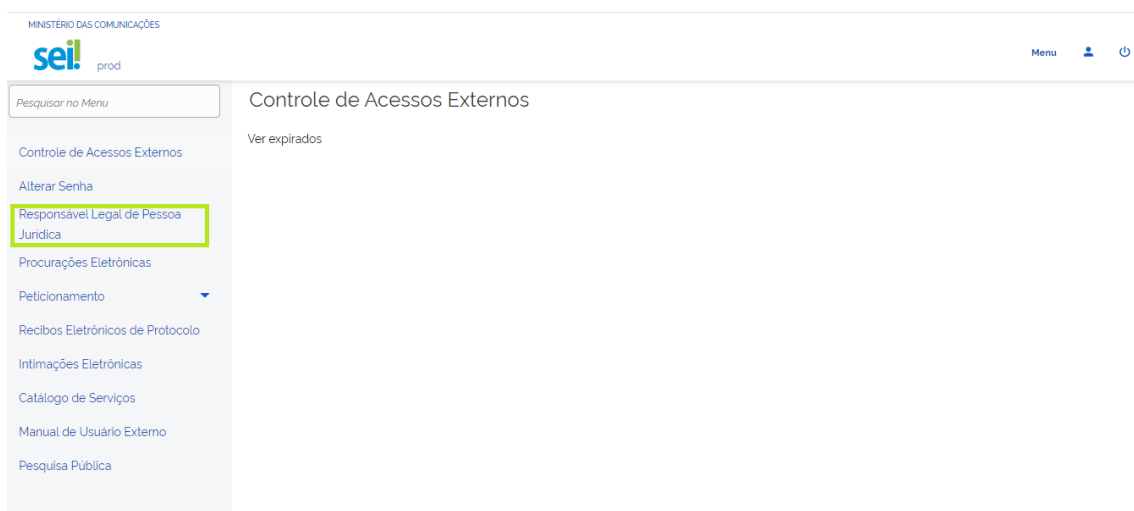 MINISTÉRIO DAS COMUNICAÇÕES
sei!
prod
Menu
Pesquisar no Menu
Controle de Acessos Externos
Ver expirados
Controle de Acessos Externos
Alterar Senha
Responsável Legal de Pessoa
Jurídica
Procurações Eletrônicas
Peticionamento
Recibos Eletrônicos de Protocolo
Intimações Eletrônicas
Catálogo de Serviços
Manual de Usuário Externo
Pesquisa Pública